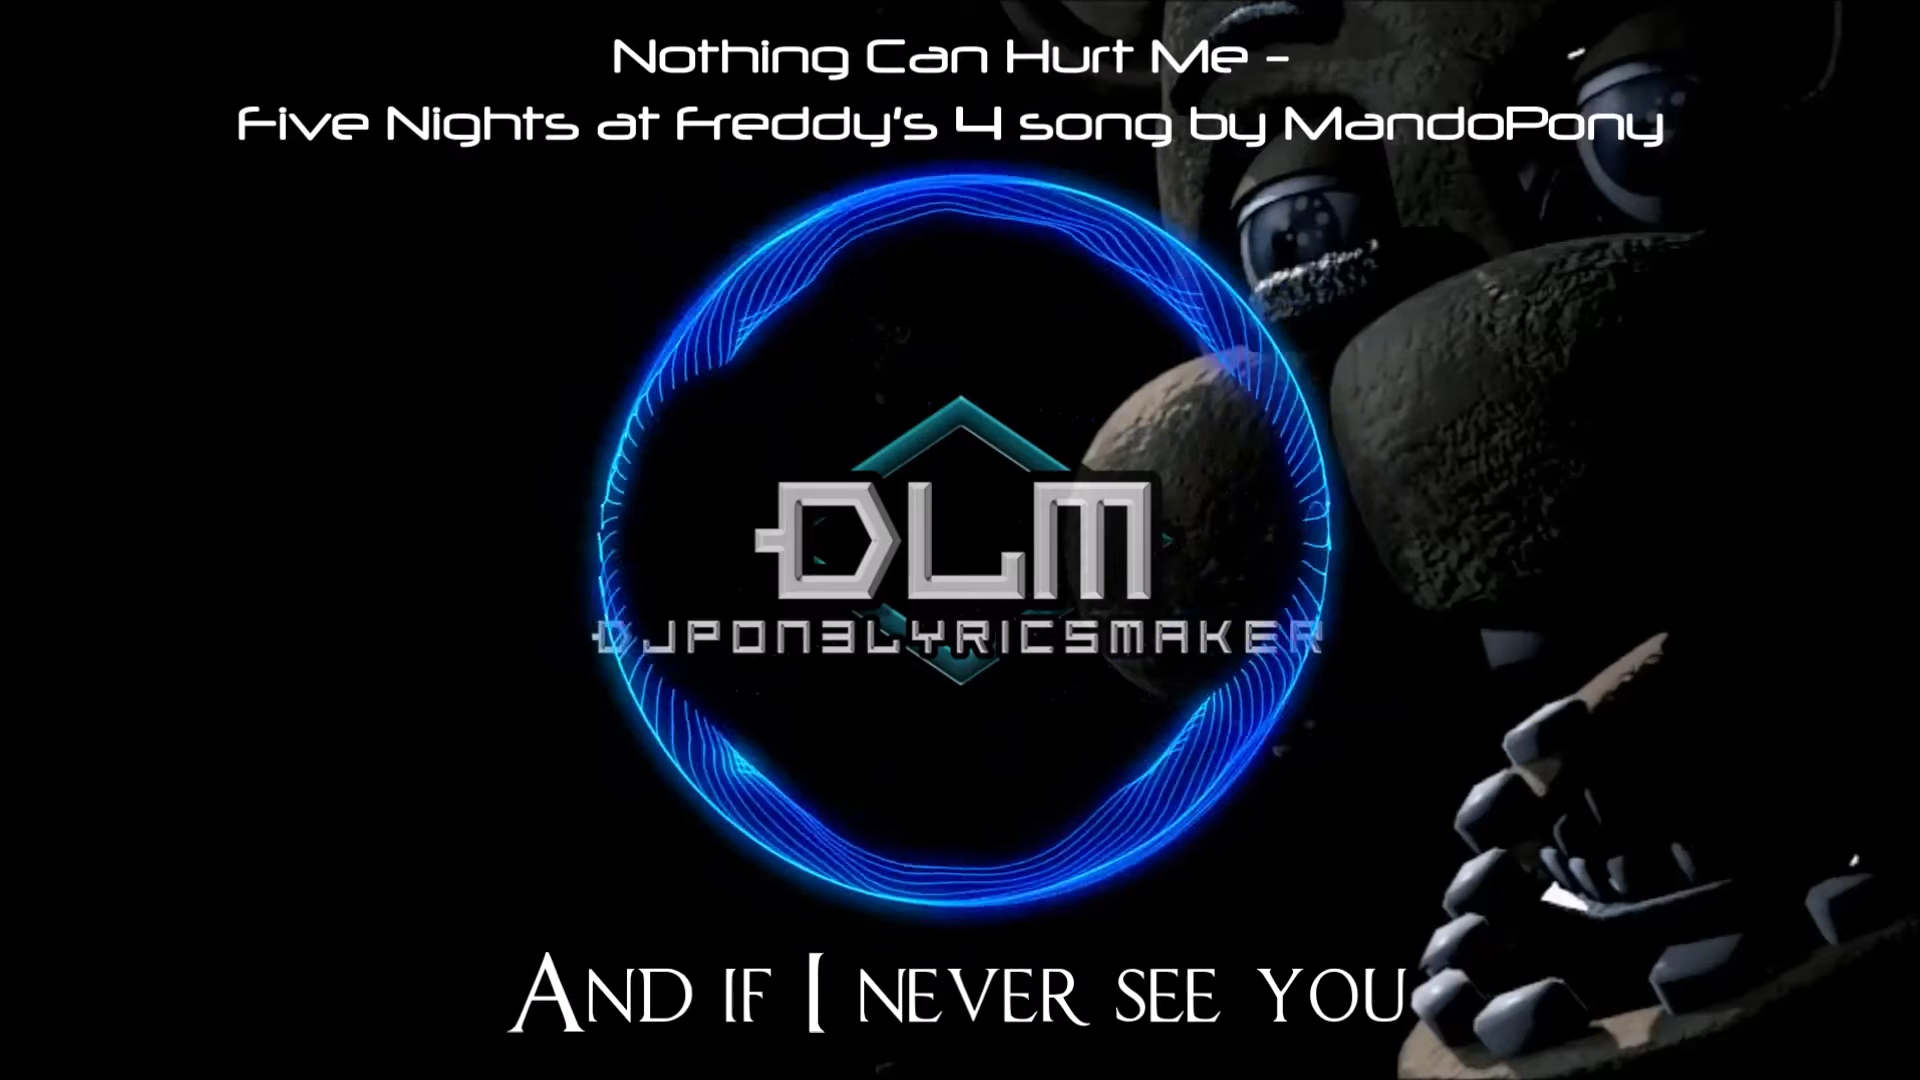 Nothing Can Hurt Me -
Five Nights at Freddy's 4 song by MandoPony
DLM
DJPON3LYRICSMAKER
And if I never see you